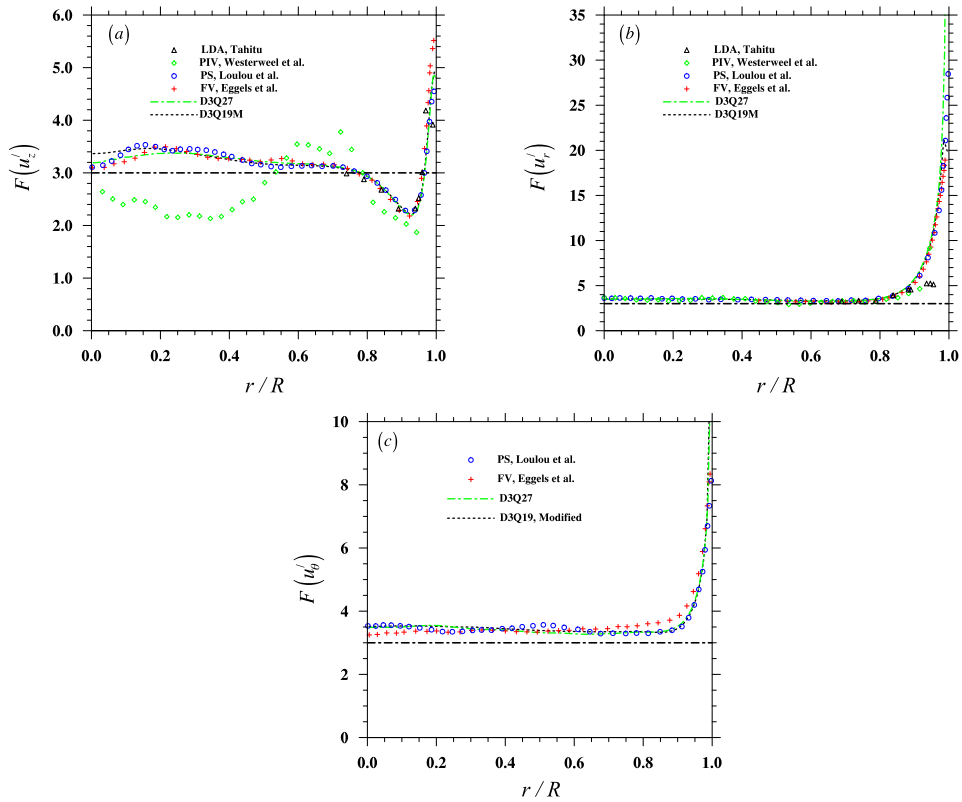 (a)
LDA, Tahitu
PIV, Westerweel et al.
PS, Loulou et al.
FV, Eggels et al.
D3Q27
D3Q19M
F(u_z^/)
6.0
5.0
4.0
3.0
2.0
1.0
0.0
0.0 0.2 0.4 0.6 0.8 1.0
r / R
(b)
LDA, Tahitu
PIV, Westerweel et al.
PS, Loulou et al.
FV, Eggels et al.
D3Q27
D3Q19M
F(u_r^/)
35
30
25
20
15
10
5
0
0.0 0.2 0.4 0.6 0.8 1.0
r / R
(c)
PS, Loulou et al.
FV, Eggels et al.
D3Q27
D3Q19, Modified
F(u_θ^/)
10
8
6
4
2
0
0.0 0.2 0.4 0.6 0.8 1.0
r / R